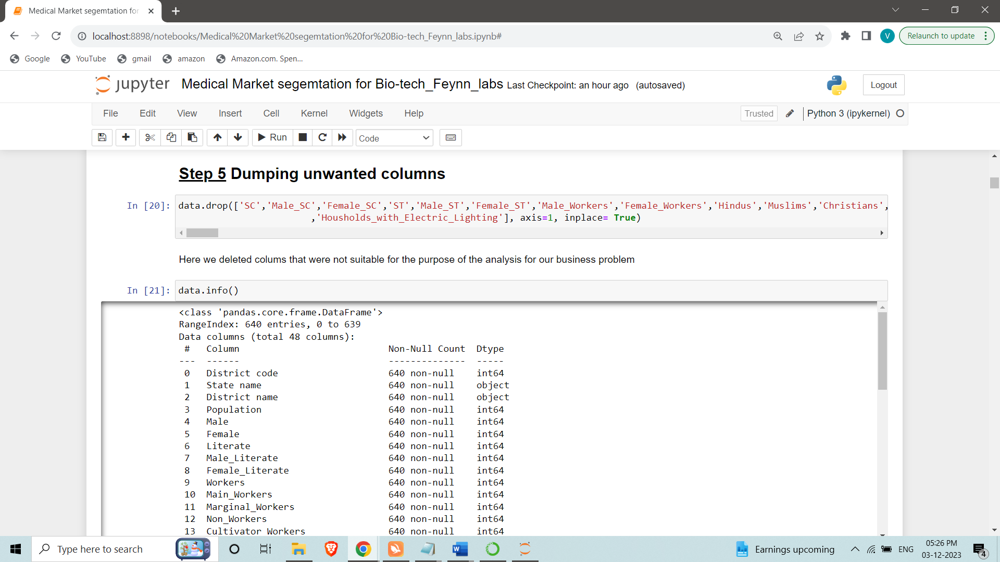 Medical Market segemtation for
localhost:8898/notebooks/Medical%20Market%20segemtation%20for%20Bio-tech_Feynn_labs.ipynb#
V
Relaunch to update
Google
YouTube
gmail
amazon
Amazon.com. Spen...
jupyter
Medical Market segemtation for Bio-tech_Feynn_labs Last Checkpoint: an hour ago (autosaved)
Logout
File Edit View Insert Cell Kernel Widgets Help
Trusted
Python 3 (ipykernel)
Run
Code
Step 5 Dumping unwanted columns
In [20]: data.drop(['SC','Male_SC','Female_SC','ST','Male_ST','Female_ST','Male_Workers','Female_Workers','Hindus','Muslims','Christians',
,'Housholds_with_Electric_Lighting'], axis=1, inplace= True)
Here we deleted colums that were not suitable for the purpose of the analysis for our business problem
In [21]: data.info()
<class 'pandas.core.frame.DataFrame'>
RangeIndex: 640 entries, 0 to 639
Data columns (total 48 columns):
# Column Non-Null Count Dtype
--- ------ -------------- -----
0 District code 640 non-null int64
1 State name 640 non-null object
2 District name 640 non-null object
3 Population 640 non-null int64
4 Male 640 non-null int64
5 Female 640 non-null int64
6 Literate 640 non-null int64
7 Male_Literate 640 non-null int64
8 Female_Literate 640 non-null int64
9 Workers 640 non-null int64
10 Main_Workers 640 non-null int64
11 Marginal_Workers 640 non-null int64
12 Non_Workers 640 non-null int64
13 Cultivator_Workers 640 non-null int64
Type here to search
Earnings upcoming
ENG
05:26 PM
03-12-2023
4